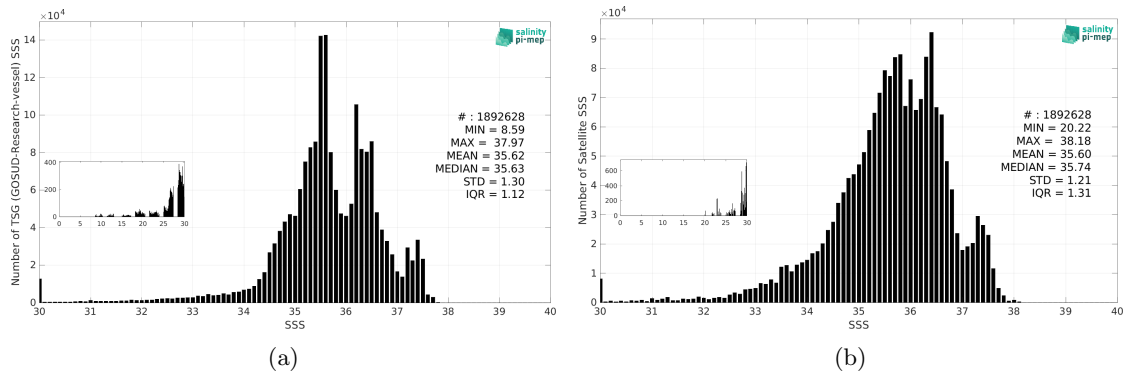 ×10⁴
14
12
10
8
6
4
2
0
Number of TSG (GOSUD-Research-vessel) SSS
salinity
pi-mep
# : 1892628
MIN = 8.59
MAX = 37.97
MEAN = 35.62
MEDIAN = 35.63
STD = 1.30
IQR = 1.12
400
200
0
0 5 10 15 20 25 30
30 31 32 33 34 35 36 37 38 39 40
SSS
(a)
×10⁴
9
8
7
6
5
4
3
2
1
0
Number of Satellite SSS
salinity
pi-mep
# : 1892628
MIN = 20.22
MAX = 38.18
MEAN = 35.60
MEDIAN = 35.74
STD = 1.21
IQR = 1.31
600
400
200
0
0 5 10 15 20 25 30
30 31 32 33 34 35 36 37 38 39 40
SSS
(b)